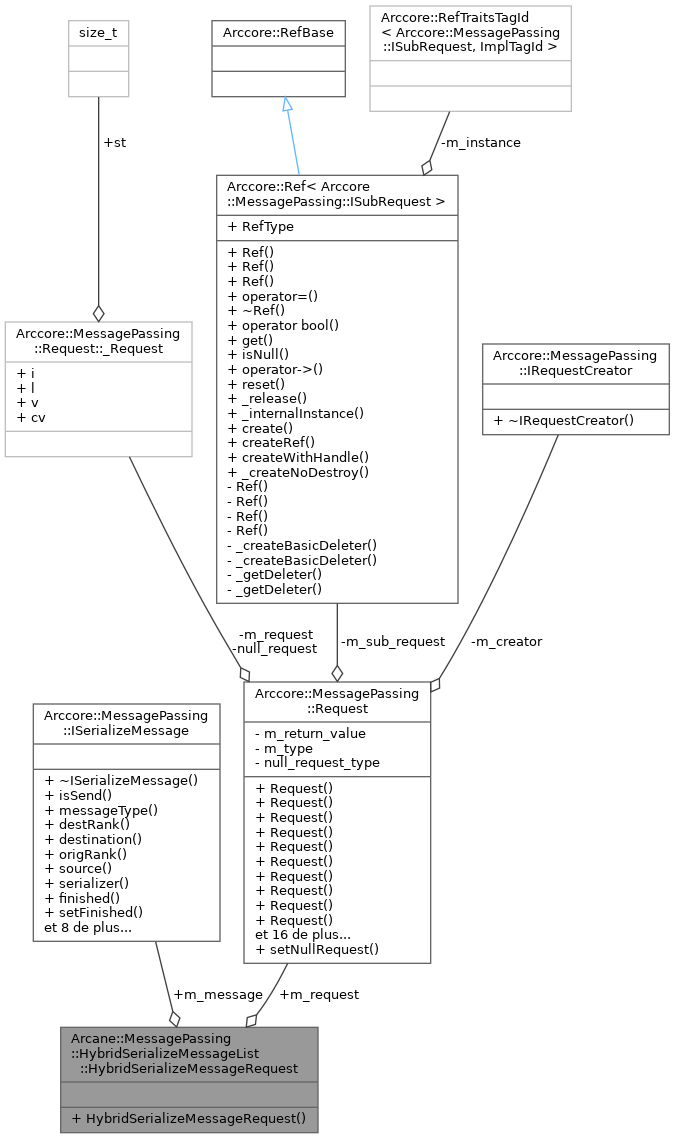 size_t
Arccore::RefBase
Arccore::RefTraitsTagId
< Arccore::MessagePassing
::ISubRequest, ImplTagId >
+st
-m_instance
Arccore::Ref< Arccore
::MessagePassing::ISubRequest >
+ RefType
+ Ref()
+ Ref()
+ Ref()
+ operator=()
+ ~Ref()
+ operator bool()
+ get()
+ isNull()
+ operator->()
+ reset()
+ _release()
+ _internalInstance()
+ create()
+ createRef()
+ createWithHandle()
+ _createNoDestroy()
- Ref()
- Ref()
- Ref()
- Ref()
- _createBasicDeleter()
- _createBasicDeleter()
- _getDeleter()
- _getDeleter()
Arccore::MessagePassing
::Request::_Request
+ i
+ l
+ v
+ cv
Arccore::MessagePassing
::IRequestCreator
+ ~IRequestCreator()
-m_request
-null_request
-m_sub_request
-m_creator
Arccore::MessagePassing
::ISerializeMessage
+ ~ISerializeMessage()
+ isSend()
+ messageType()
+ destRank()
+ destination()
+ origRank()
+ source()
+ serializer()
+ finished()
+ setFinished()
et 8 de plus...
Arccore::MessagePassing
::Request
- m_return_value
- m_type
- null_request_type
+ Request()
+ Request()
+ Request()
+ Request()
+ Request()
+ Request()
+ Request()
+ Request()
+ Request()
+ Request()
et 16 de plus...
+ setNullRequest()
+m_message
+m_request
Arcane::MessagePassing
::HybridSerializeMessageList
::HybridSerializeMessageRequest
+ HybridSerializeMessageRequest()